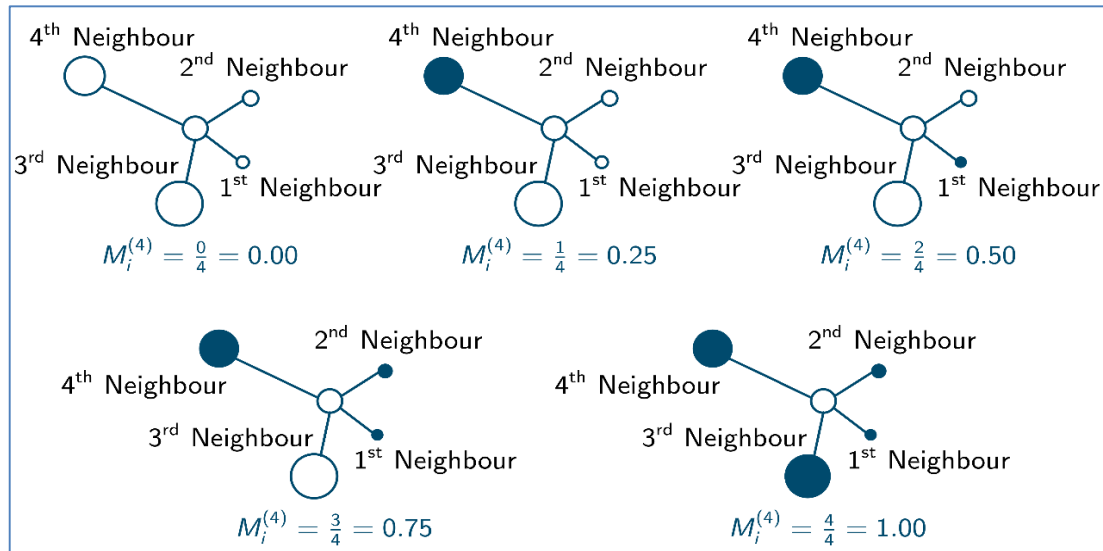 4th Neighbour
2nd Neighbour
3rd Neighbour
1st Neighbour
M_i^(4) = 0/4 = 0.00
4th Neighbour
2nd Neighbour
3rd Neighbour
1st Neighbour
M_i^(4) = 1/4 = 0.25
4th Neighbour
2nd Neighbour
3rd Neighbour
1st Neighbour
M_i^(4) = 2/4 = 0.50
2nd Neighbour
4th Neighbour
3rd Neighbour
1st Neighbour
M_i^(4) = 3/4 = 0.75
2nd Neighbour
4th Neighbour
3rd Neighbour
1st Neighbour
M_i^(4) = 4/4 = 1.00